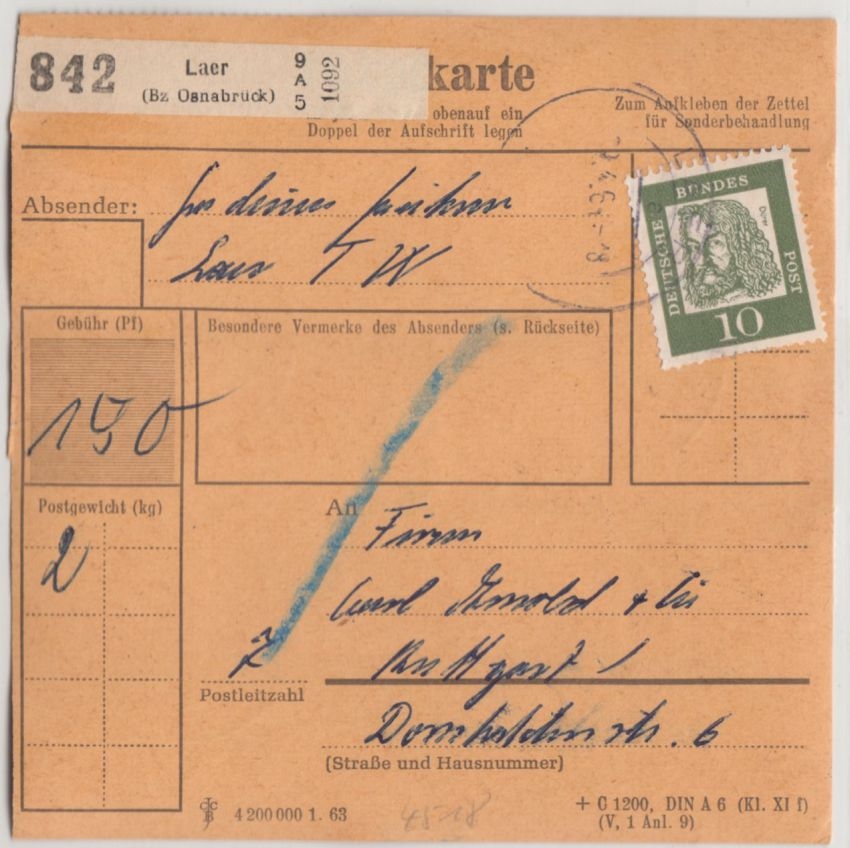 842 Laer (Bz Osnabrück) 9 A 5 1092
karte
obenauf ein
Doppel der Aufschrift legen
Zum Aufkleben der Zettel
für Sonderbehandlung
Absender:
Laer T W
DEUTSCHE BUNDESPOST
Dürer
10
Gebühr (Pf)
150
Besondere Vermerke des Absenders (s. Rückseite)
Postgewicht (kg)
2
An Firma
Carl Arnold + Co
7 Stuttgart 1
Postleitzahl
6
(Straße und Hausnummer)
4 200 000 1. 63
+ C 1200, DIN A 6 (Kl. XI f)
(V, 1 Anl. 9)